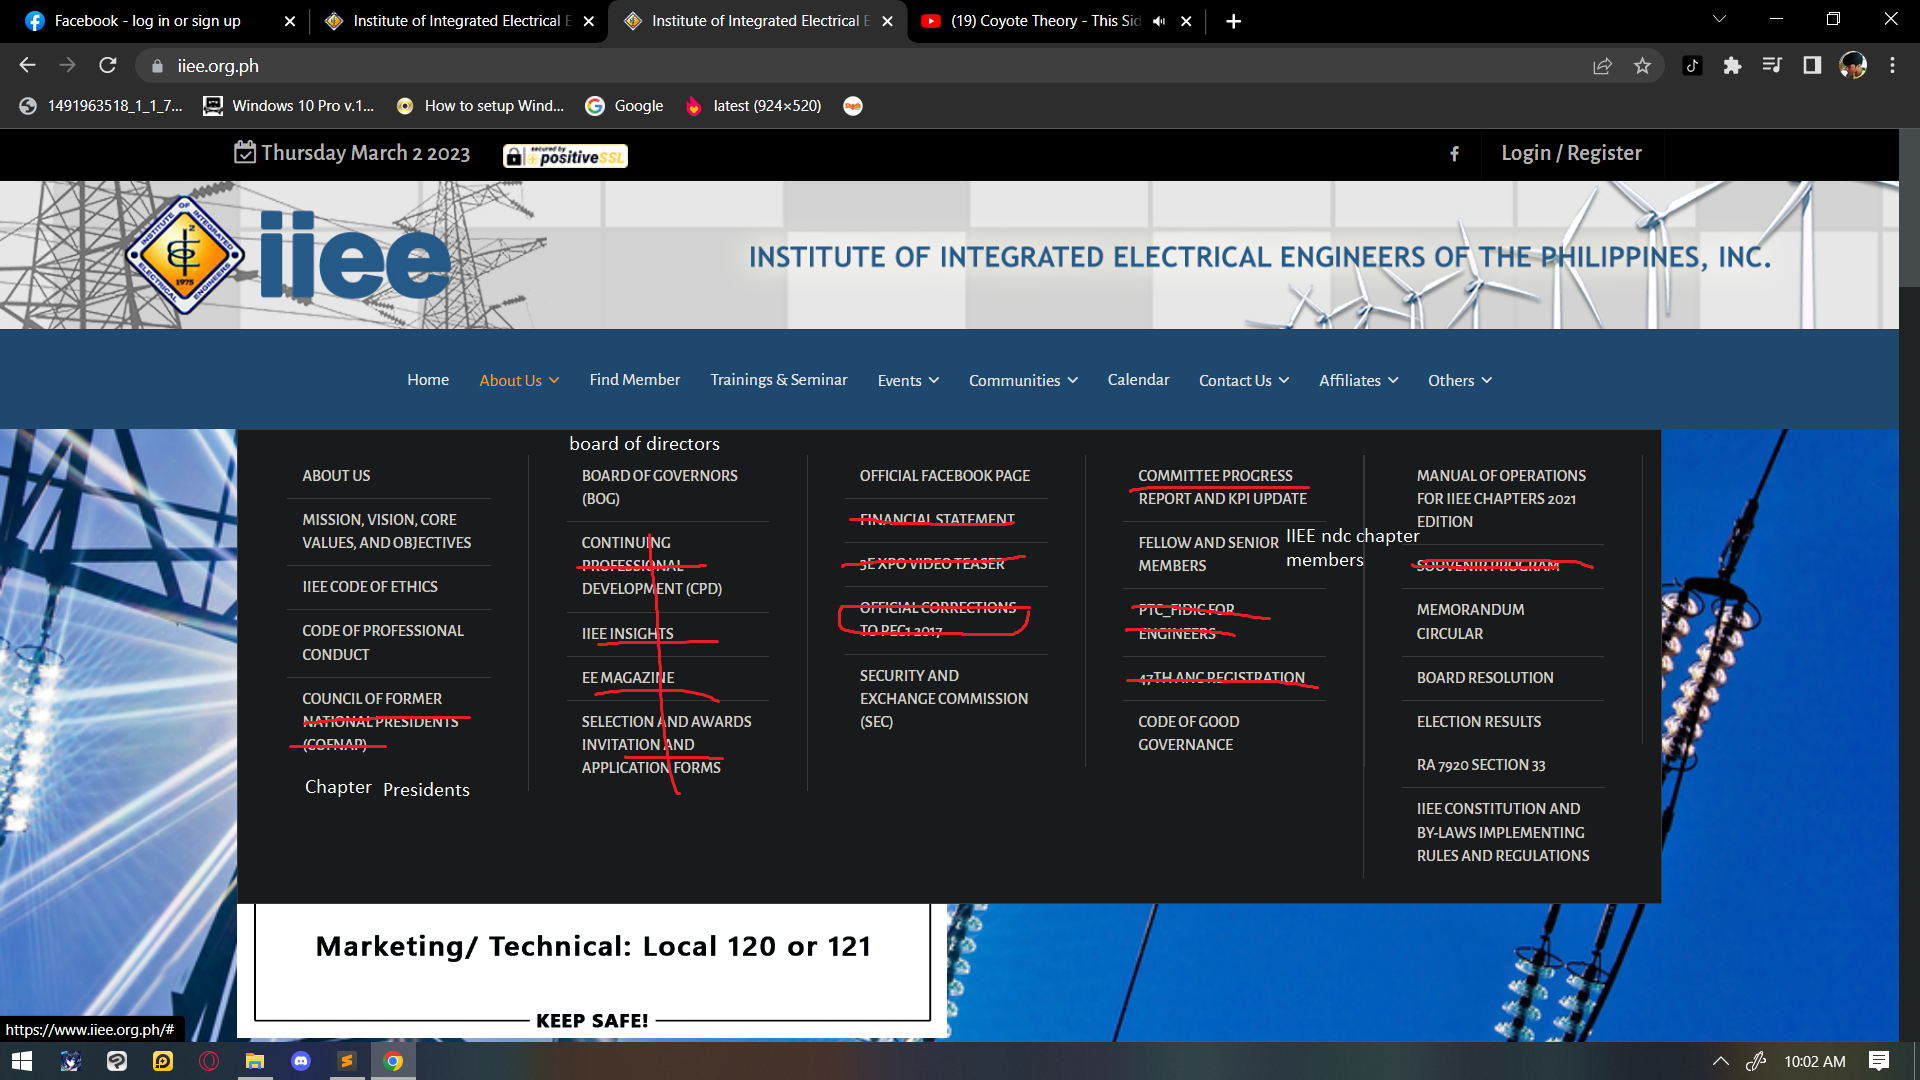 Facebook - log in or sign up
Institute of Integrated Electrical E
Institute of Integrated Electrical E
(19) Coyote Theory - This Sid
iiee.org.ph
1491963518_1_1_7...
Windows 10 Pro v.1...
How to setup Wind...
Google
latest (924×520)
Thursday March 2 2023
secured by
positiveSSL
Login / Register
INSTITUTE OF INTEGRATED
ELECTRICAL ENGINEERS
1975
iiee
INSTITUTE OF INTEGRATED ELECTRICAL ENGINEERS OF THE PHILIPPINES, INC.
Home
About Us
Find Member
Trainings & Seminar
Events
Communities
Calendar
Contact Us
Affiliates
Others
ABOUT US
MISSION, VISION, CORE
VALUES, AND OBJECTIVES
IIEE CODE OF ETHICS
CODE OF PROFESSIONAL
CONDUCT
COUNCIL OF FORMER
NATIONAL PRESIDENTS
(COFNAP)
Chapter Presidents
board of directors
BOARD OF GOVERNORS
(BOG)
CONTINUING
PROFESSIONAL
DEVELOPMENT (CPD)
IIEE INSIGHTS
EE MAGAZINE
SELECTION AND AWARDS
INVITATION AND
APPLICATION FORMS
OFFICIAL FACEBOOK PAGE
FINANCIAL STATEMENT
3E XPO VIDEO TEASER
OFFICIAL CORRECTIONS
TO PEC1 2017
SECURITY AND
EXCHANGE COMMISSION
(SEC)
COMMITTEE PROGRESS
REPORT AND KPI UPDATE
FELLOW AND SENIOR
MEMBERS
IIEE ndc chapter
members
PTC_FIDIC FOR
ENGINEERS
47TH ANC REGISTRATION
CODE OF GOOD
GOVERNANCE
MANUAL OF OPERATIONS
FOR IIEE CHAPTERS 2021
EDITION
SOUVENIR PROGRAM
MEMORANDUM
CIRCULAR
BOARD RESOLUTION
ELECTION RESULTS
RA 7920 SECTION 33
IIEE CONSTITUTION AND
BY-LAWS IMPLEMENTING
RULES AND REGULATIONS
Marketing/ Technical: Local 120 or 121
KEEP SAFE!
https://www.iiee.org.ph/#
10:02 AM